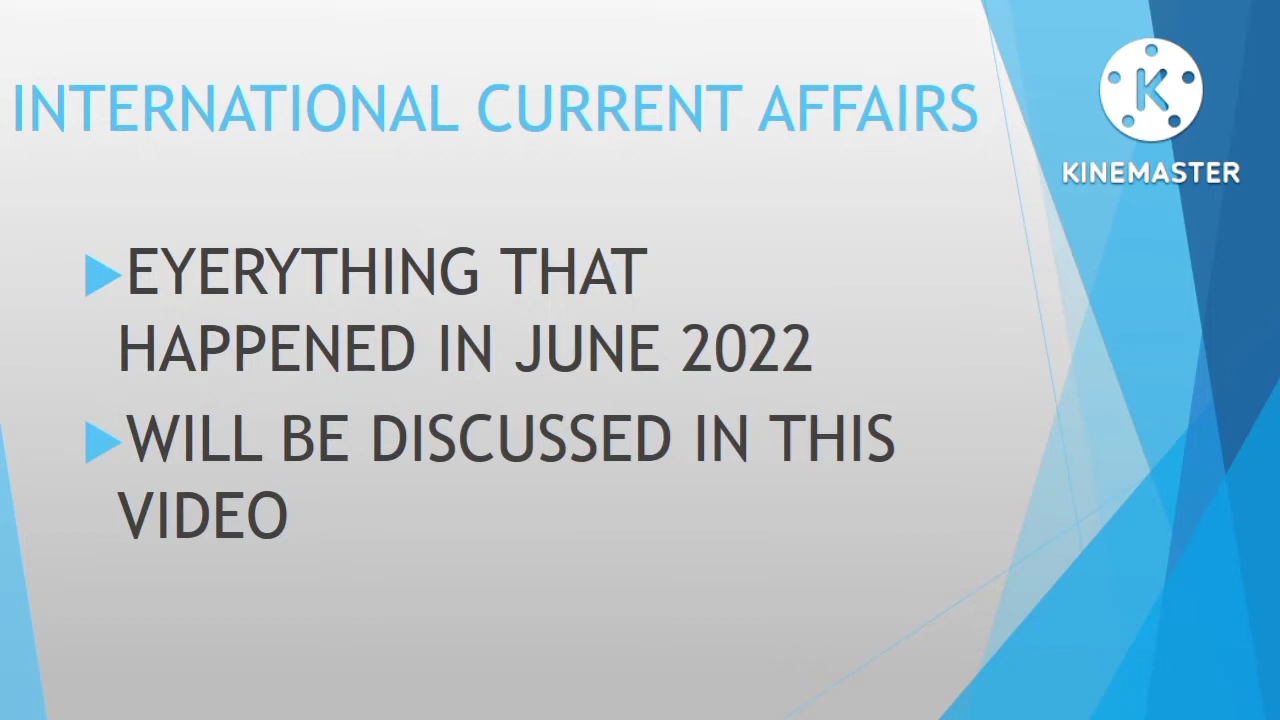 INTERNATIONAL CURRENT AFFAIRS
K
KINEMASTER
EYERYTHING THAT
HAPPENED IN JUNE 2022
WILL BE DISCUSSED IN THIS
VIDEO